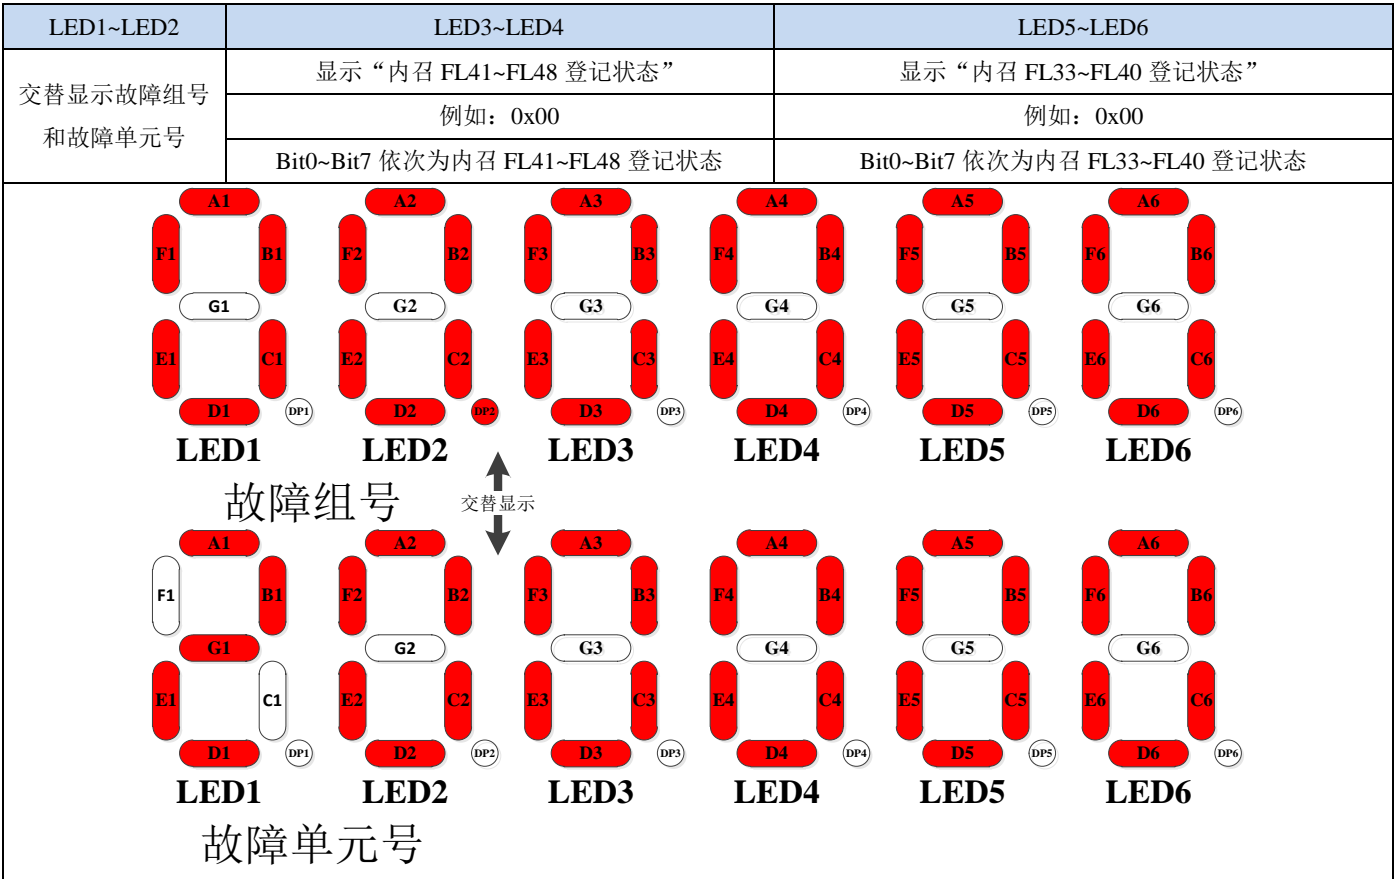 LED1~LED2 LED3~LED4 LED5~LED6
交替显示故障组号
和故障单元号
显示“内召 FL41~FL48 登记状态” 显示“内召 FL33~FL40 登记状态”
例如：0x00 例如：0x00
Bit0~Bit7 依次为内召 FL41~FL48 登记状态 Bit0~Bit7 依次为内召 FL33~FL40 登记状态
A1 A2 A3 A4 A5 A6
F1 B1 F2 B2 F3 B3 F4 B4 F5 B5 F6 B6
G1 G2 G3 G4 G5 G6
E1 C1 E2 C2 E3 C3 E4 C4 E5 C5 E6 C6
D1 DP1 D2 DP2 D3 DP3 D4 DP4 D5 DP5 D6 DP6
LED1 LED2 LED3 LED4 LED5 LED6
故障组号 交替显示
A1 A2 A3 A4 A5 A6
F1 B1 F2 B2 F3 B3 F4 B4 F5 B5 F6 B6
G1 G2 G3 G4 G5 G6
E1 C1 E2 C2 E3 C3 E4 C4 E5 C5 E6 C6
D1 DP1 D2 DP2 D3 DP3 D4 DP4 D5 DP5 D6 DP6
LED1 LED2 LED3 LED4 LED5 LED6
故障单元号